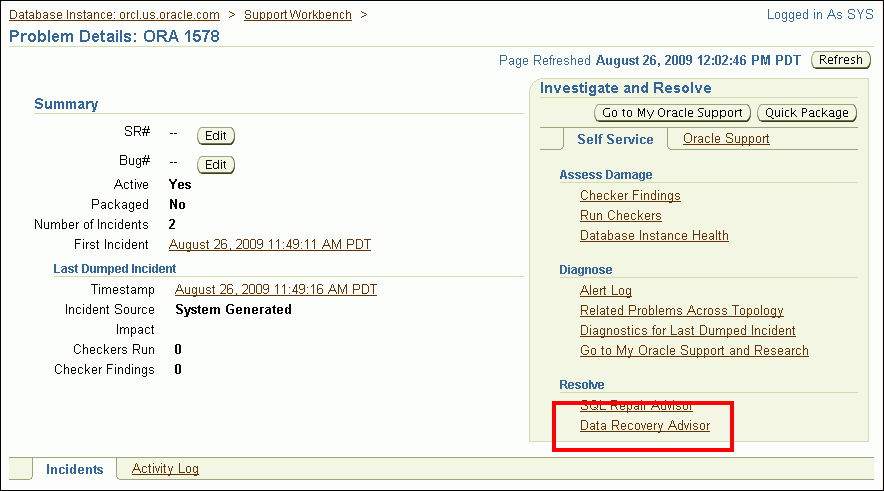 Database Instance: orcl.us.oracle.com > Support Workbench >
Logged in As SYS
Problem Details: ORA 1578
Page Refreshed August 26, 2009 12:02:46 PM PDT Refresh
Summary
SR# -- Edit
Bug# -- Edit
Active Yes
Packaged No
Number of Incidents 2
First Incident August 26, 2009 11:49:11 AM PDT
Last Dumped Incident
Timestamp August 26, 2009 11:49:16 AM PDT
Incident Source System Generated
Impact
Checkers Run 0
Checker Findings 0
Investigate and Resolve
Go to My Oracle Support Quick Package
Self Service Oracle Support
Assess Damage
Checker Findings
Run Checkers
Database Instance Health
Diagnose
Alert Log
Related Problems Across Topology
Diagnostics for Last Dumped Incident
Go to My Oracle Support and Research
Resolve
SQL Repair Advisor
Data Recovery Advisor
Incidents Activity Log